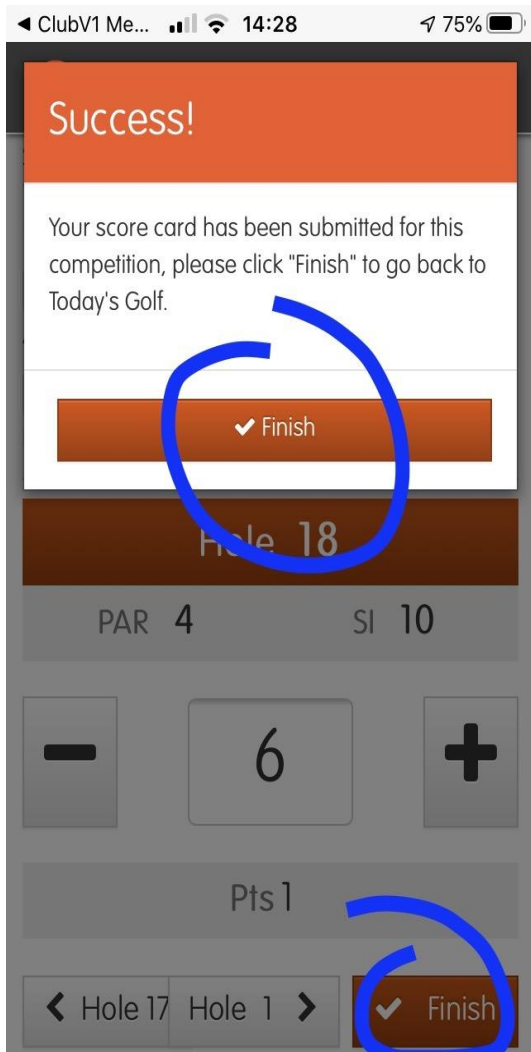 ClubV1 Me... 14:28 75%
Success!
Your score card has been submitted for this
competition, please click "Finish" to go back to
Today's Golf.
Finish
Hole 18
PAR 4 SI 10
6
Pts 1
Hole 17 Hole 1 Finish